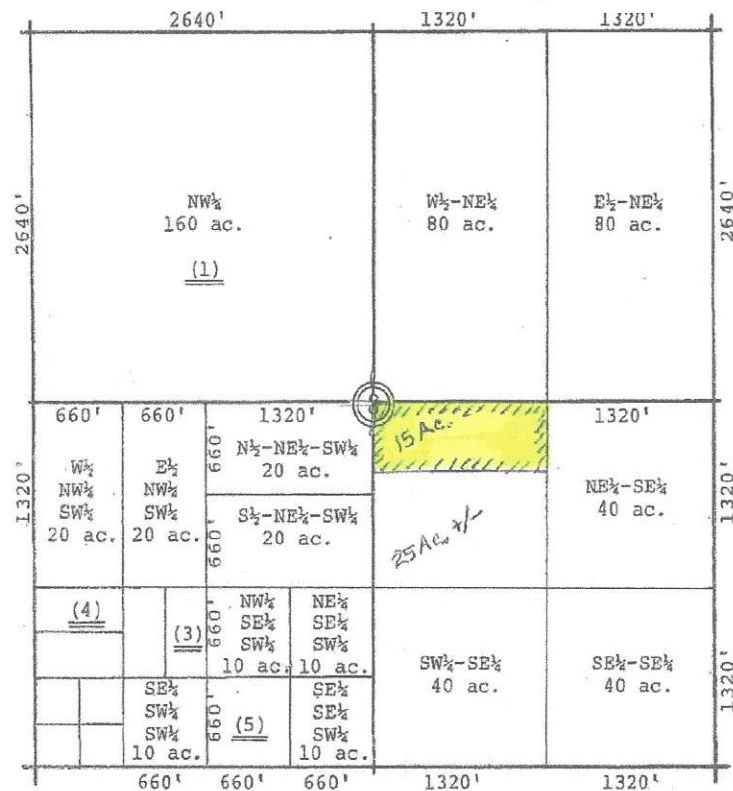 2640' 1320' 1320'
2640'
NW¼
160 ac.
(1)
W½-NE¼
80 ac.
E½-NE¼
80 ac.
2640'
660' 660' 1320'
1320'
1320'
W½
NW¼
SW¼
20 ac.
E½
NW¼
SW¼
20 ac.
660'
N½-NE¼-SW¼
20 ac.
660'
S½-NE¼-SW¼
20 ac.
15 Ac.
25 Ac. +/-
NE¼-SE¼
40 ac.
1320'
(4)
(3)
660'
NW¼
SE¼
SW¼
10 ac.
NE¼
SE¼
SW¼
10 ac.
SW¼-SE¼
40 ac.
SE¼-SE¼
40 ac.
1320'
SE¼
SW¼
SW¼
10 ac.
660'
(5)
SE¼
SE¼
SW¼
10 ac.
660' 660' 660' 1320' 1320'